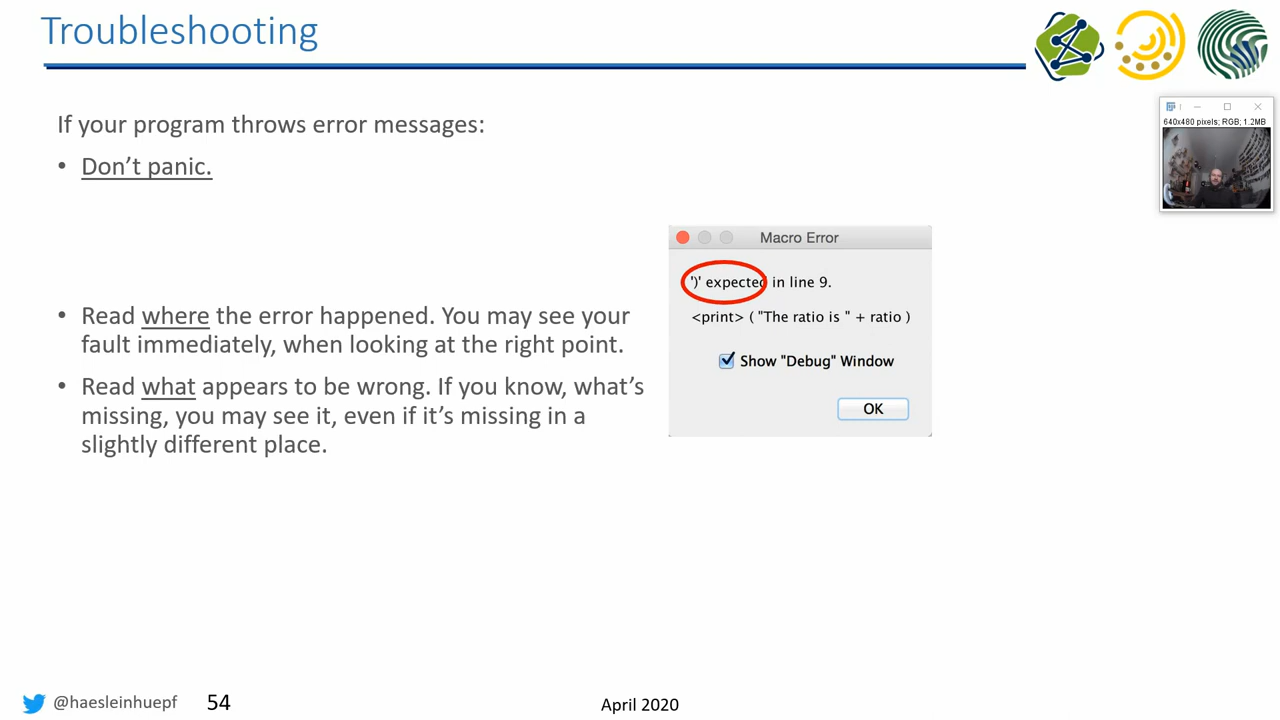 Troubleshooting
If your program throws error messages:
• Don’t panic.
• Read where the error happened. You may see your
fault immediately, when looking at the right point.
• Read what appears to be wrong. If you know, what’s
missing, you may see it, even if it’s missing in a
slightly different place.
640x480 pixels; RGB; 1.2MB
Macro Error
')' expected in line 9.
<print> ( "The ratio is " + ratio )
Show "Debug" Window
OK
@haesleinhuepf
54
April 2020